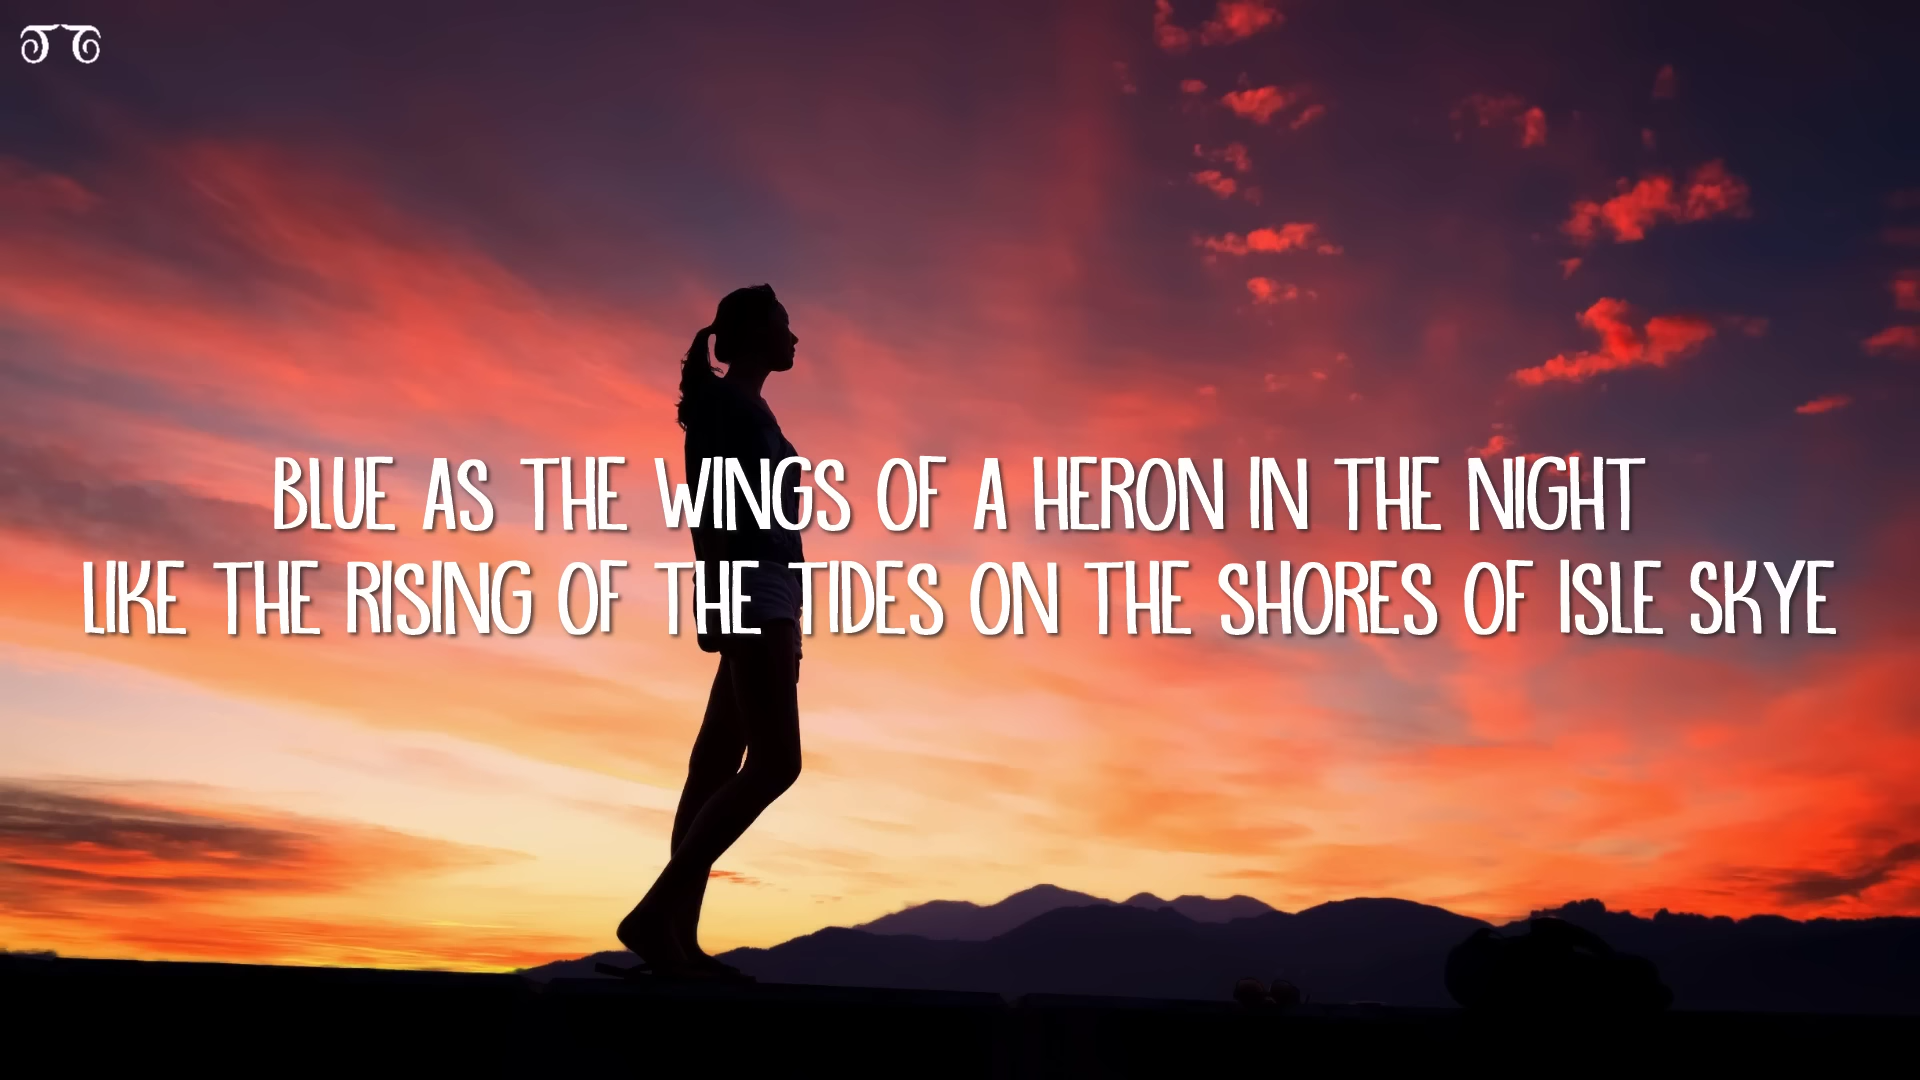 BLUE AS THE WINGS OF A HERON IN THE NIGHT
LIKE THE RISING OF THE TIDES ON THE SHORES OF ISLE SKYE